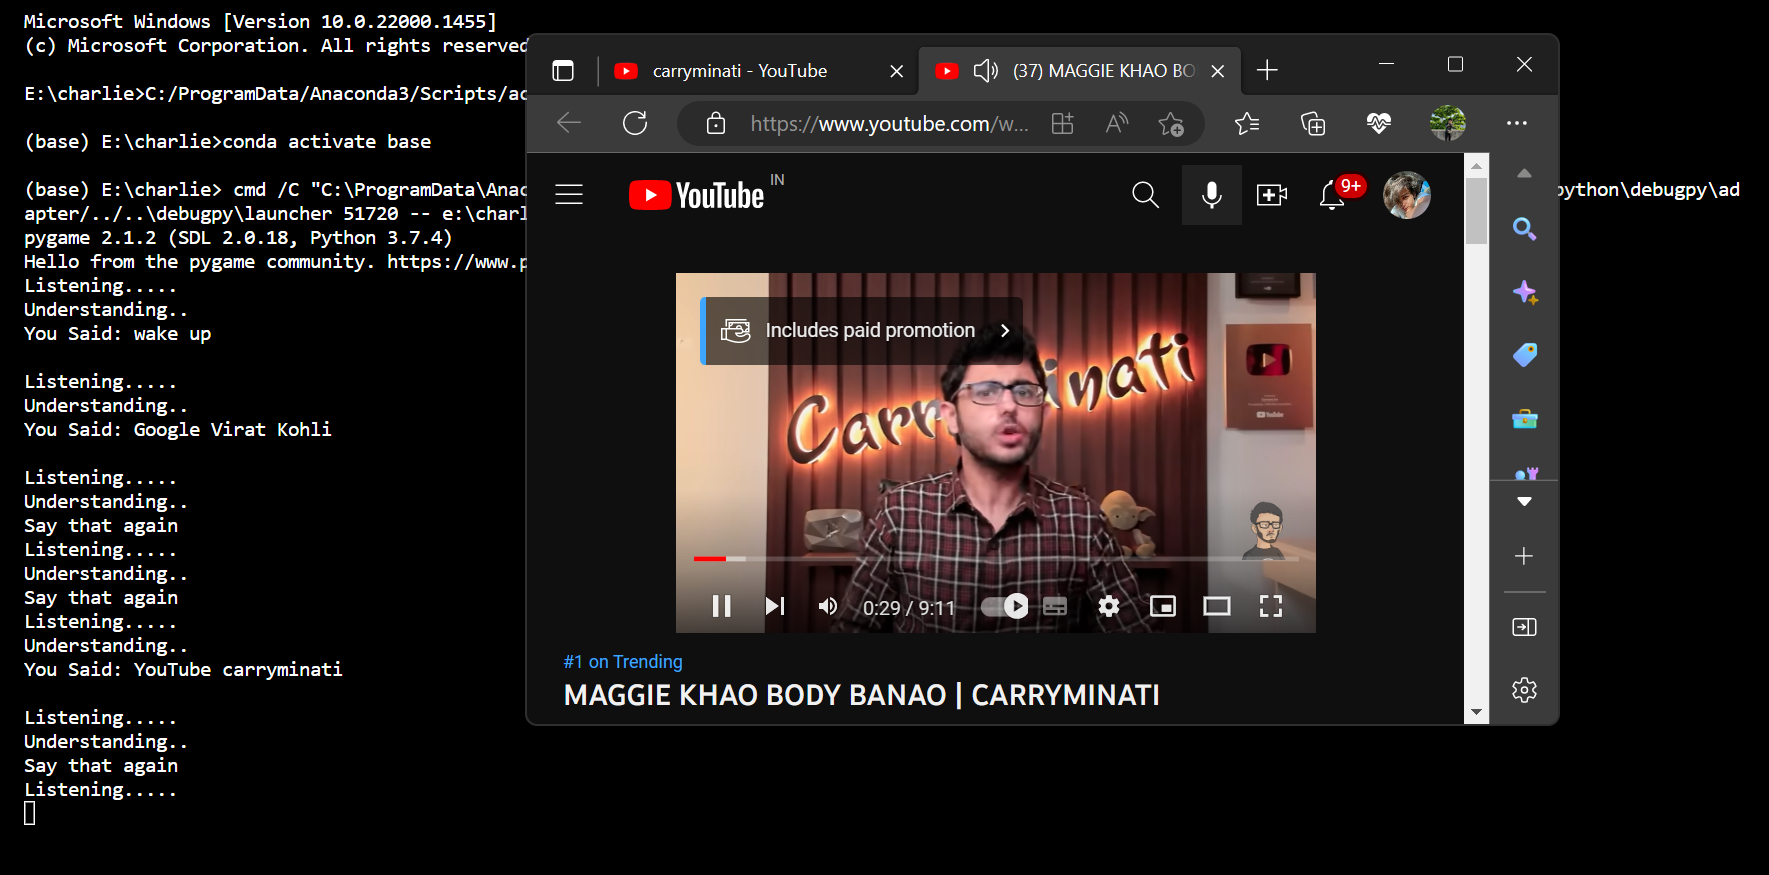 Microsoft Windows [Version 10.0.22000.1455]
(c) Microsoft Corporation. All rights reserved
E:\charlie>C:/ProgramData/Anaconda3/Scripts/ac
(base) E:\charlie>conda activate base
(base) E:\charlie> cmd /C "C:\ProgramData\Anac
python\debugpy\ad
apter/../..\debugpy\launcher 51720 -- e:\charl
pygame 2.1.2 (SDL 2.0.18, Python 3.7.4)
Hello from the pygame community. https://www.p
Listening.....
Understanding..
You Said: wake up
Listening.....
Understanding..
You Said: Google Virat Kohli
Listening.....
Understanding..
Say that again
Listening.....
Understanding..
Say that again
Listening.....
Understanding..
You Said: YouTube carryminati
Listening.....
Understanding..
Say that again
Listening.....
carryminati - YouTube
(37) MAGGIE KHAO BO
https://www.youtube.com/w...
YouTube IN
9+
Includes paid promotion
Carryminati
YouTube
0:29 / 9:11
#1 on Trending
MAGGIE KHAO BODY BANAO | CARRYMINATI